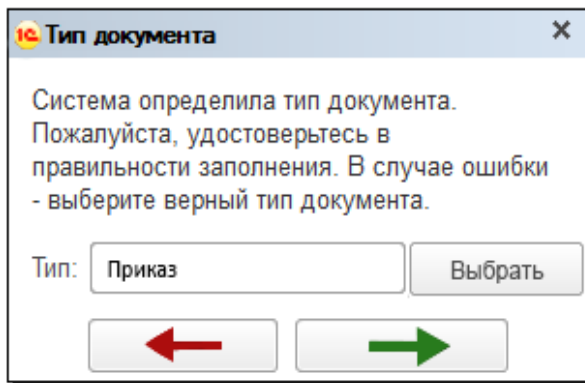 1С Тип документа
Система определила тип документа.
Пожалуйста, удостоверьтесь в
правильности заполнения. В случае ошибки
- выберите верный тип документа.
Тип: Приказ Выбрать